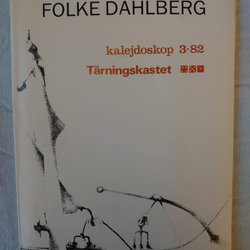 FOLKE DAHLBERG
kalejdoskop 3·82
Tärningskastet